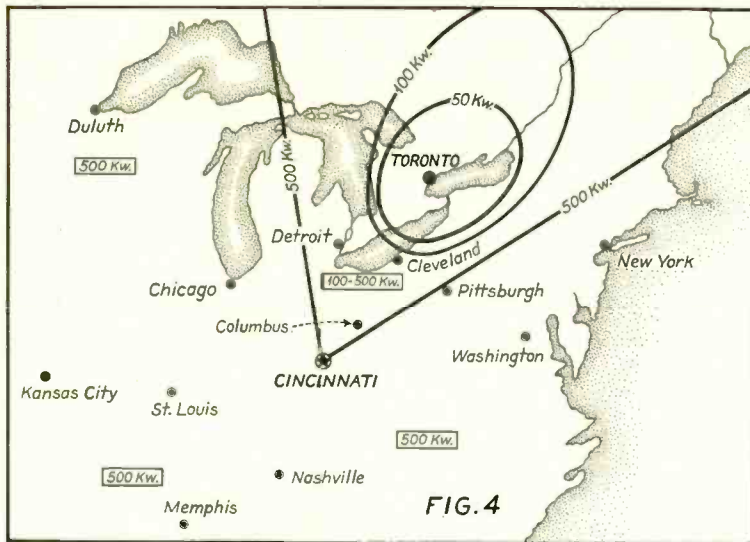 100 Kw.
50 Kw.
Duluth
500 Kw.
500 Kw.
TORONTO
500 Kw.
Detroit
Cleveland
New York
100-500 Kw.
Chicago
Pittsburgh
Columbus
Washington
CINCINNATI
Kansas City
St. Louis
500 Kw.
500 Kw.
Nashville
Memphis
FIG. 4